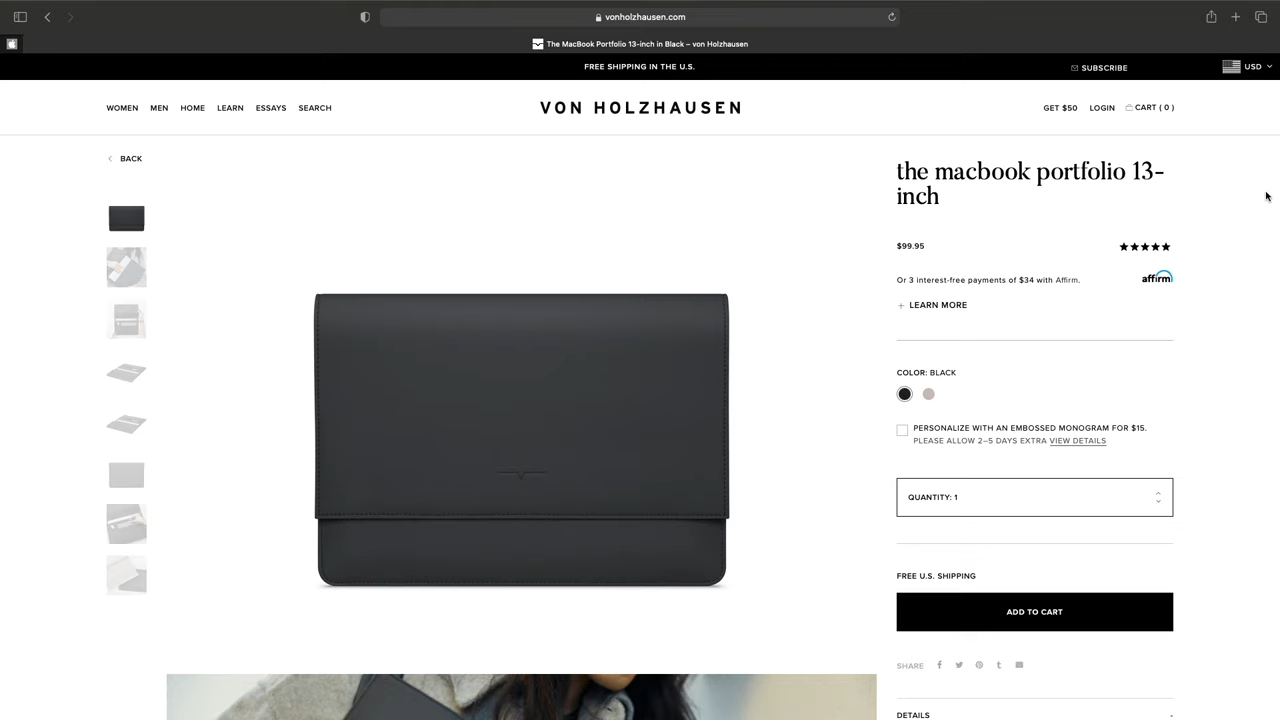 vonholzhausen.com
The MacBook Portfolio 13-inch in Black – von Holzhausen
FREE SHIPPING IN THE U.S.
SUBSCRIBE
USD
WOMEN MEN HOME LEARN ESSAYS SEARCH
VON HOLZHAUSEN
GET $50 LOGIN CART ( 0 )
BACK
the macbook portfolio 13-
inch
$99.95
Or 3 interest-free payments of $34 with Affirm.
affirm
+ LEARN MORE
COLOR: BLACK
PERSONALIZE WITH AN EMBOSSED MONOGRAM FOR $15.
PLEASE ALLOW 2–5 DAYS EXTRA VIEW DETAILS
QUANTITY: 1
FREE U.S. SHIPPING
ADD TO CART
SHARE
DETAILS -